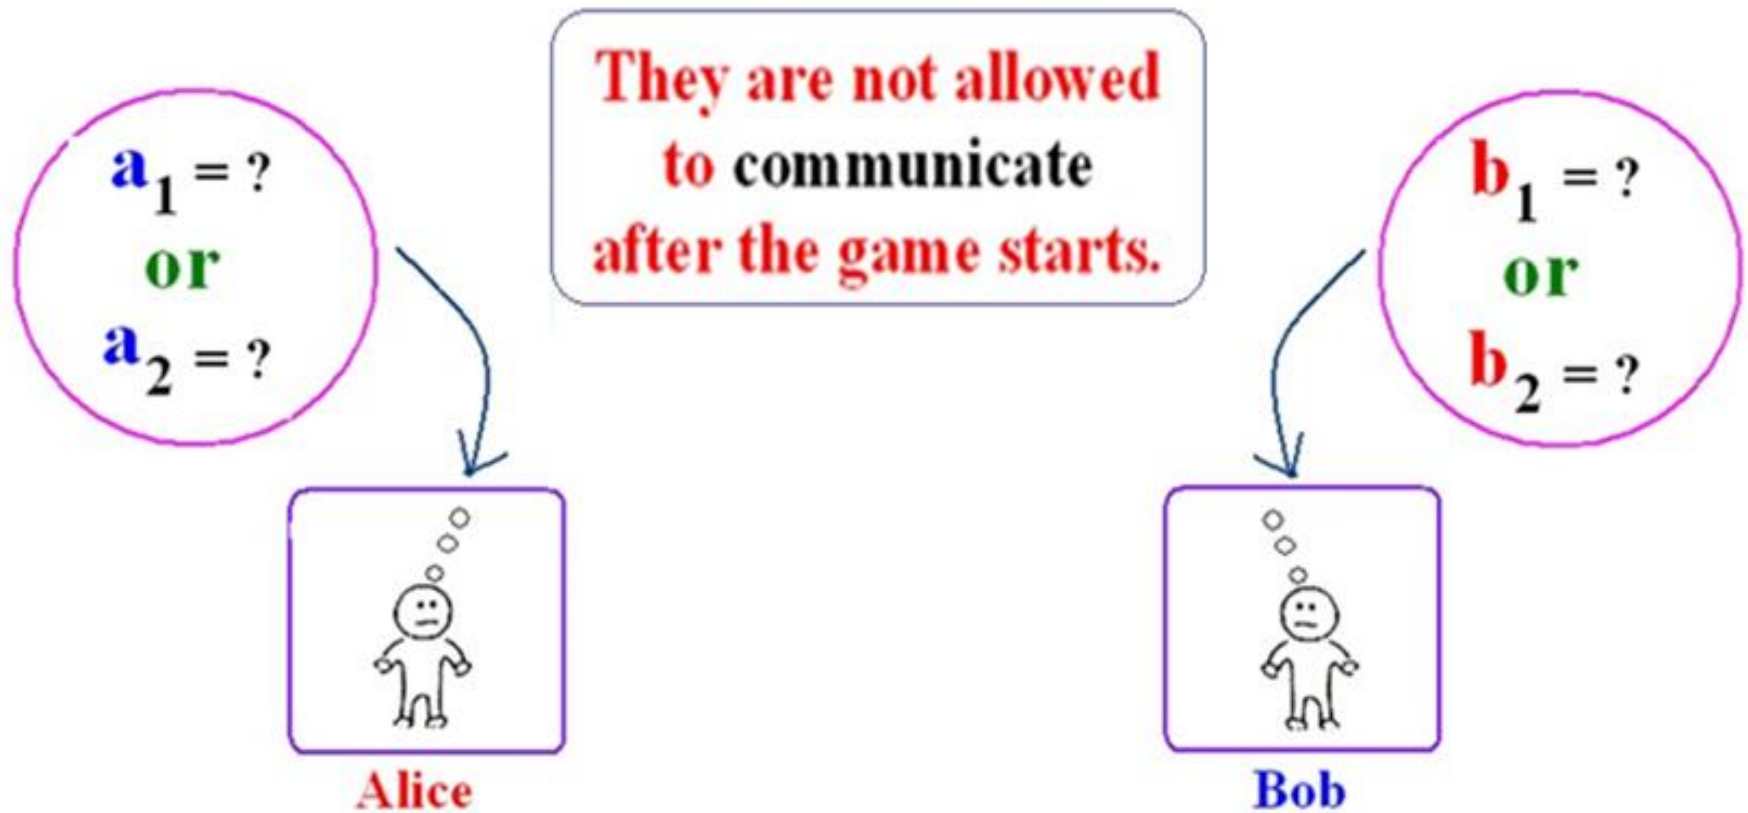 They are not allowed
to communicate
after the game starts.
a1 = ?
or
a2 = ?
b1 = ?
or
b2 = ?
Alice
Bob